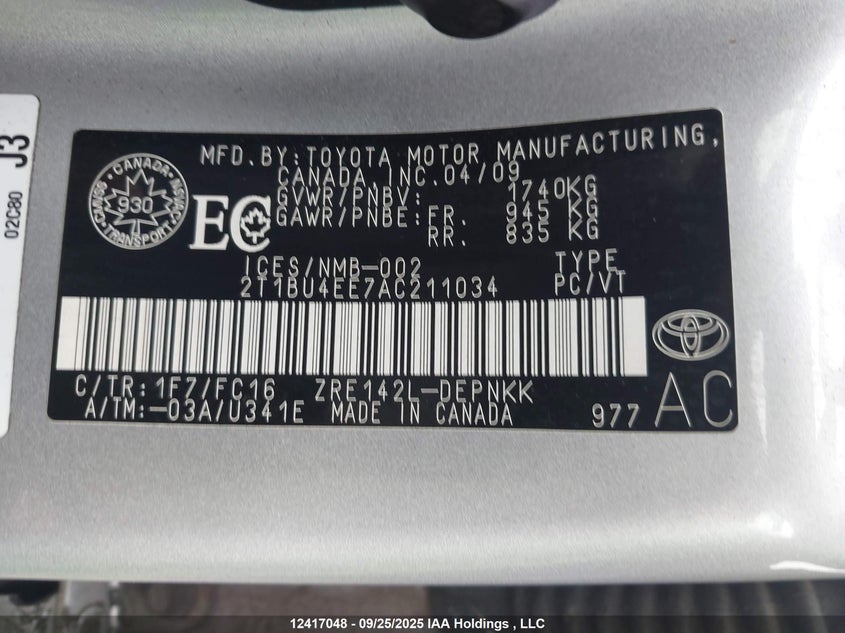 J3
02C80
MFD.BY:TOYOTA MOTOR MANUFACTURING,
CANADA, INC.04/09
GVWR/PNBV: 1740KG
GAWR/PNBE:FR. 945 KG
RR. 835 KG
CANADA
930
TRANSPORT
EC
ICES/NMB-002 TYPE
2T1BU4EE7AC211034 PC/VT
C/TR:1F7/FC16 ZRE142L-DEPNKK
A/TM:-03A/U341E MADE IN CANADA 977 AC
12417048 - 09/25/2025 IAA Holdings , LLC